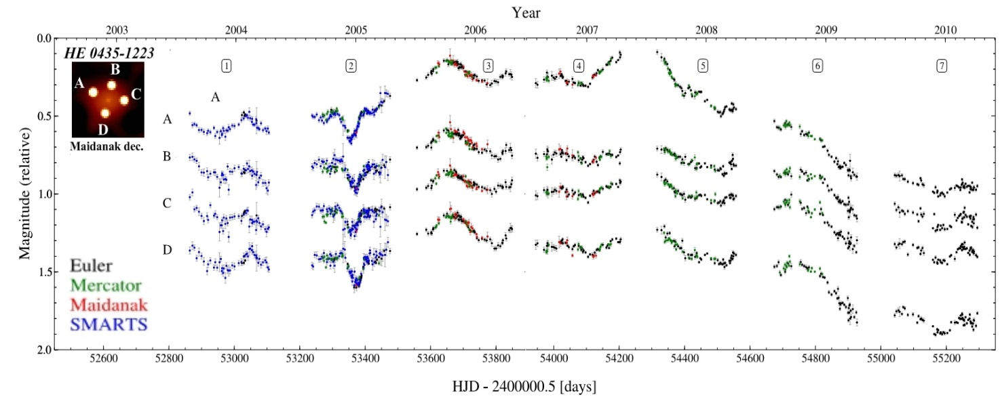 Year
2003 2004 2005 2006 2007 2008 2009 2010
0.0
0.5
1.0
1.5
2.0
Magnitude (relative)
HE 0435-1223
A
B
C
D
Maidanak dec.
1 2 3 4 5 6 7
A
A
B
C
D
Euler
Mercator
Maidanak
SMARTS
52600 52800 53000 53200 53400 53600 53800 54000 54200 54400 54600 54800 55000 55200
HJD - 2400000.5 [days]